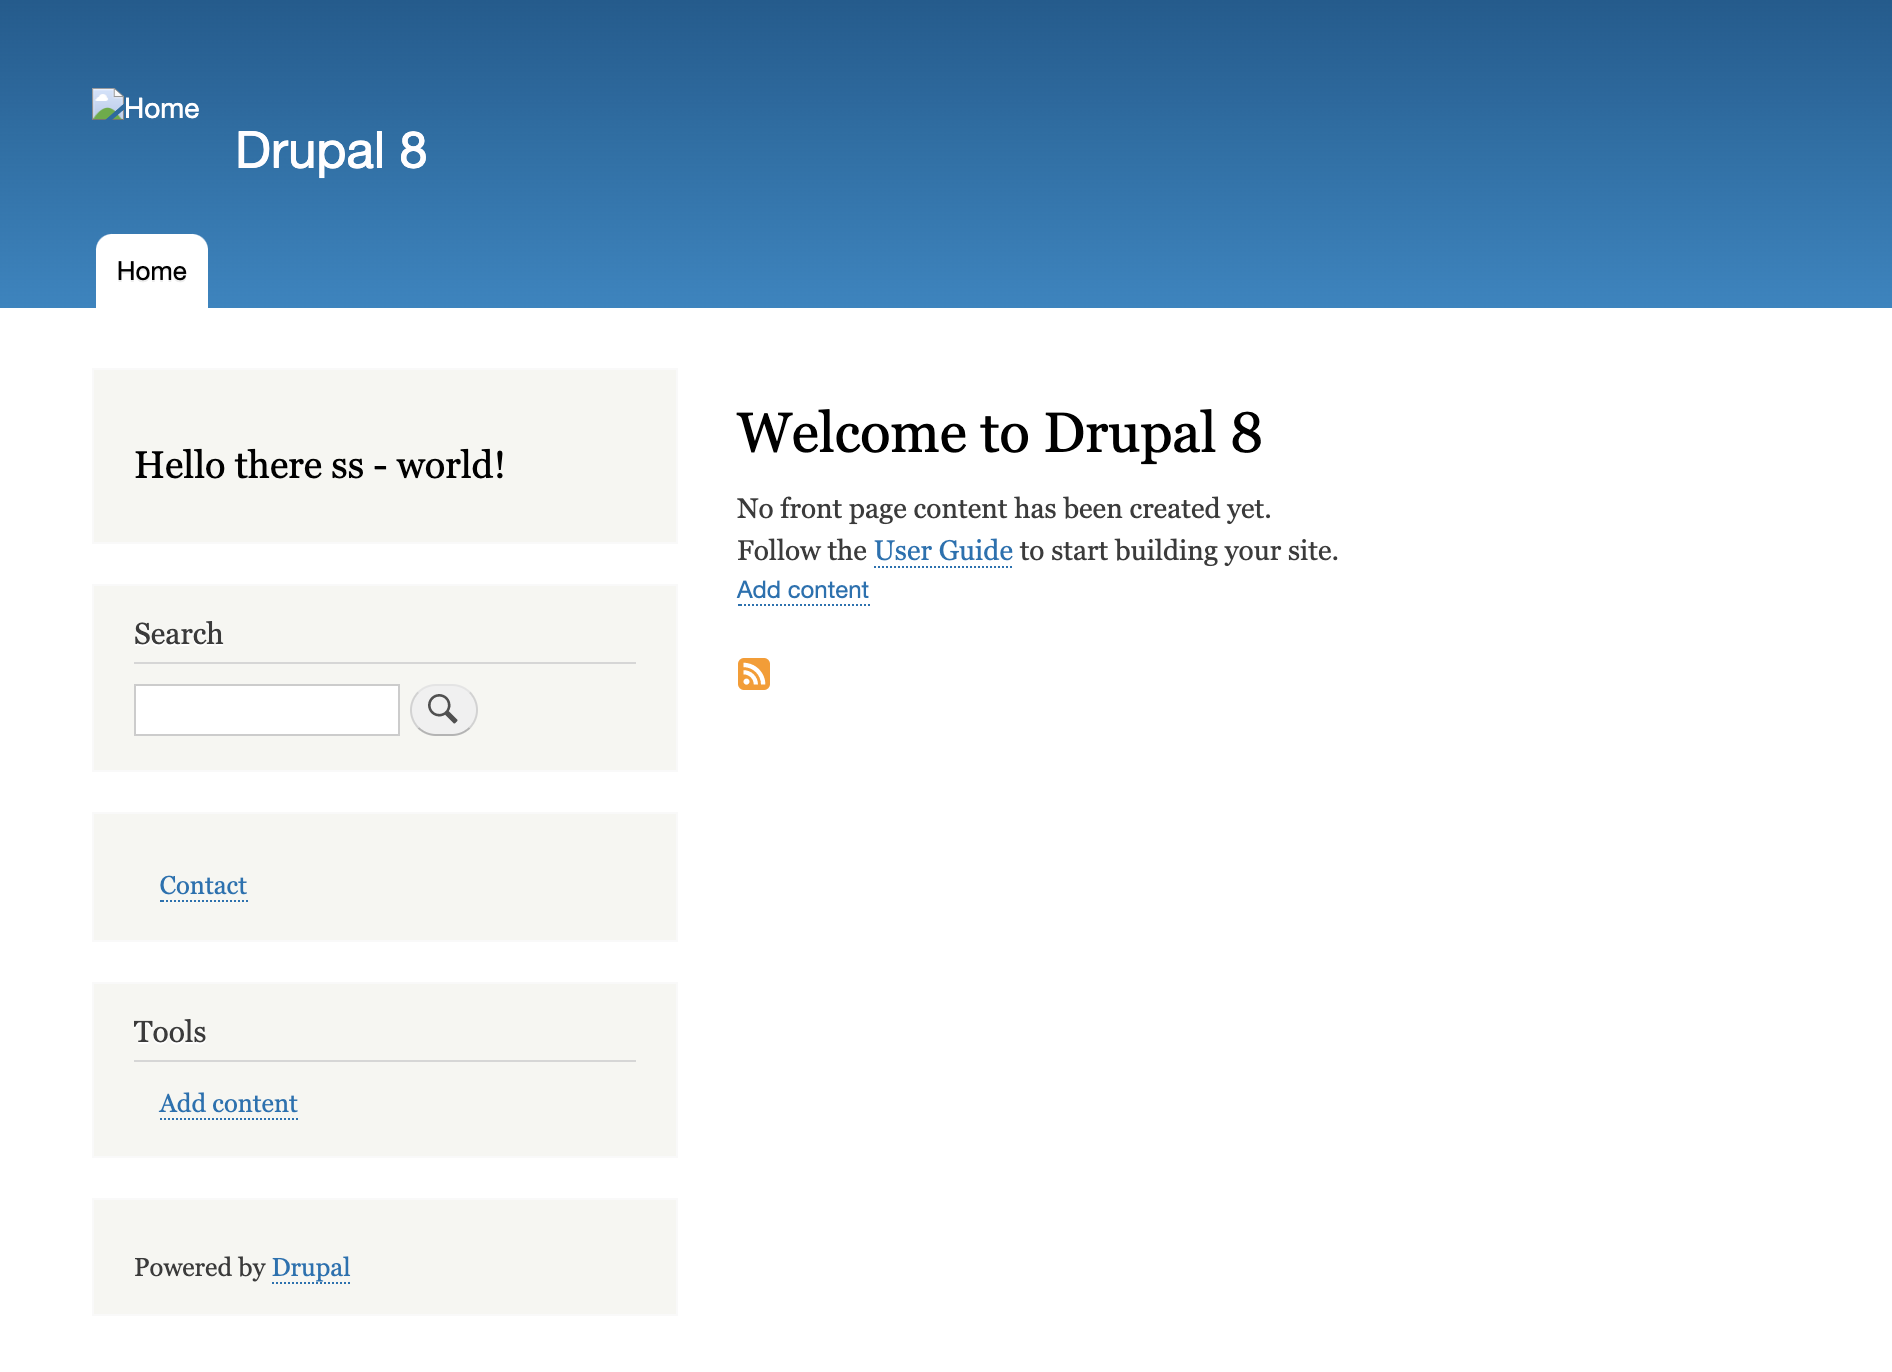 Home
Drupal 8
Home
Hello there ss - world!
Search
Contact
Tools
Add content
Powered by Drupal
Welcome to Drupal 8
No front page content has been created yet.
Follow the User Guide to start building your site.
Add content